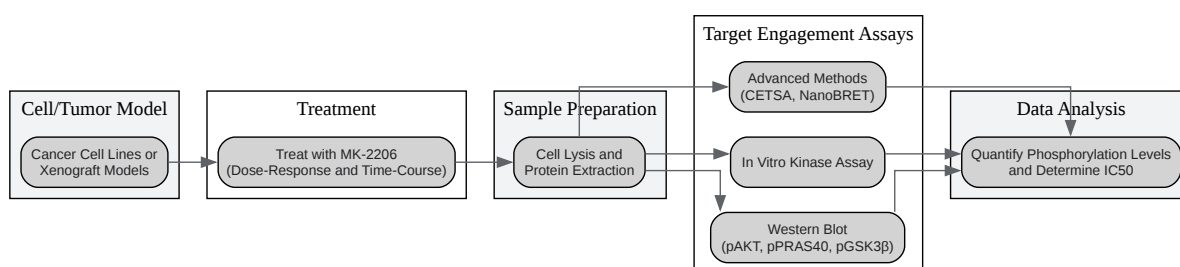 Cell/Tumor Model
Cancer Cell Lines or
Xenograft Models
Treatment
Treat with MK-2206
(Dose-Response and Time-Course)
Sample Preparation
Cell Lysis and
Protein Extraction
Target Engagement Assays
Advanced Methods
(CETSA, NanoBRET)
In Vitro Kinase Assay
Western Blot
(pAKT, pPRAS40, pGSK3β)
Data Analysis
Quantify Phosphorylation Levels
and Determine IC50